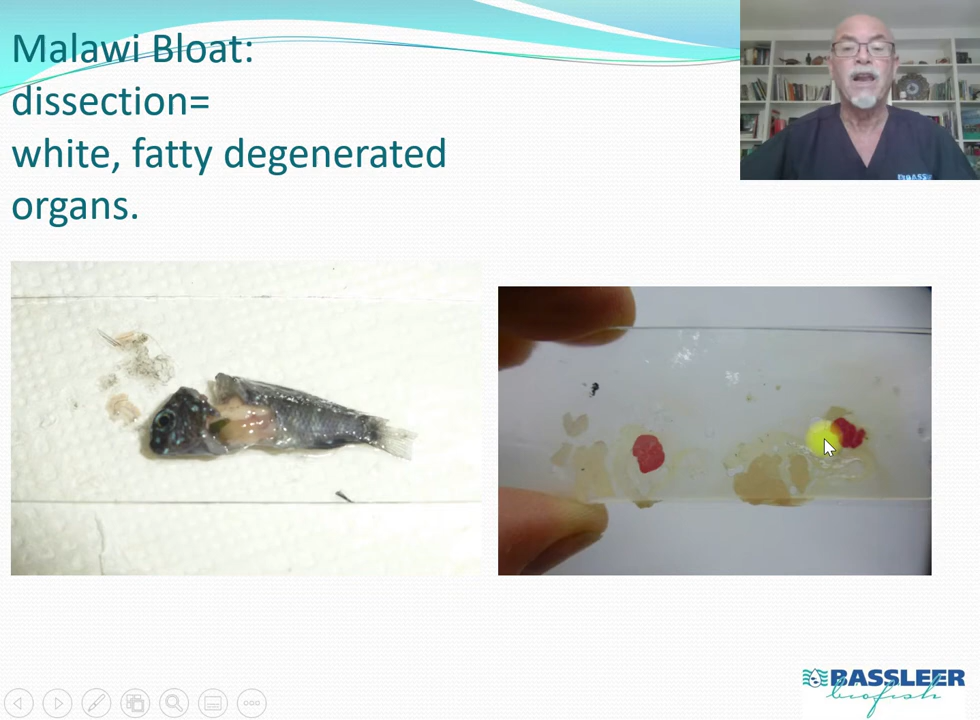 Malawi Bloat:
dissection=
white, fatty degenerated
organs.
BASSLEER
biofish